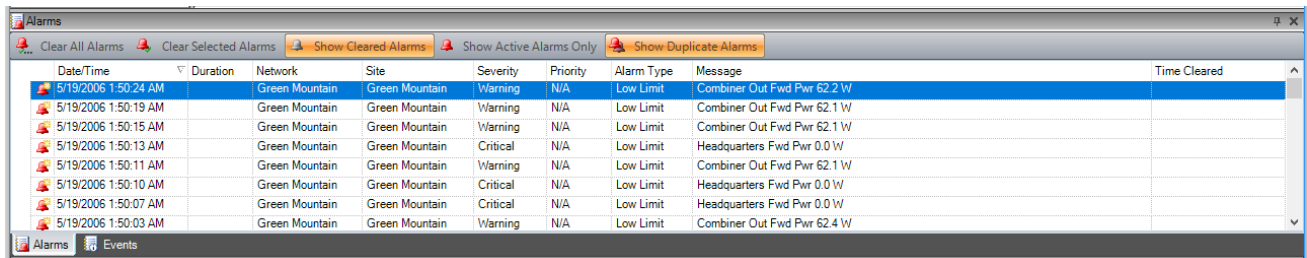 Alarms
Clear All Alarms Clear Selected Alarms Show Cleared Alarms Show Active Alarms Only Show Duplicate Alarms
Date/Time Duration Network Site Severity Priority Alarm Type Message Time Cleared
5/19/2006 1:50:24 AM Green Mountain Green Mountain Warning N/A Low Limit Combiner Out Fwd Pwr 62.2 W
5/19/2006 1:50:19 AM Green Mountain Green Mountain Warning N/A Low Limit Combiner Out Fwd Pwr 62.1 W
5/19/2006 1:50:15 AM Green Mountain Green Mountain Warning N/A Low Limit Combiner Out Fwd Pwr 62.1 W
5/19/2006 1:50:13 AM Green Mountain Green Mountain Critical N/A Low Limit Headquarters Fwd Pwr 0.0 W
5/19/2006 1:50:11 AM Green Mountain Green Mountain Warning N/A Low Limit Combiner Out Fwd Pwr 62.1 W
5/19/2006 1:50:10 AM Green Mountain Green Mountain Critical N/A Low Limit Headquarters Fwd Pwr 0.0 W
5/19/2006 1:50:07 AM Green Mountain Green Mountain Critical N/A Low Limit Headquarters Fwd Pwr 0.0 W
5/19/2006 1:50:03 AM Green Mountain Green Mountain Warning N/A Low Limit Combiner Out Fwd Pwr 62.4 W
Alarms Events